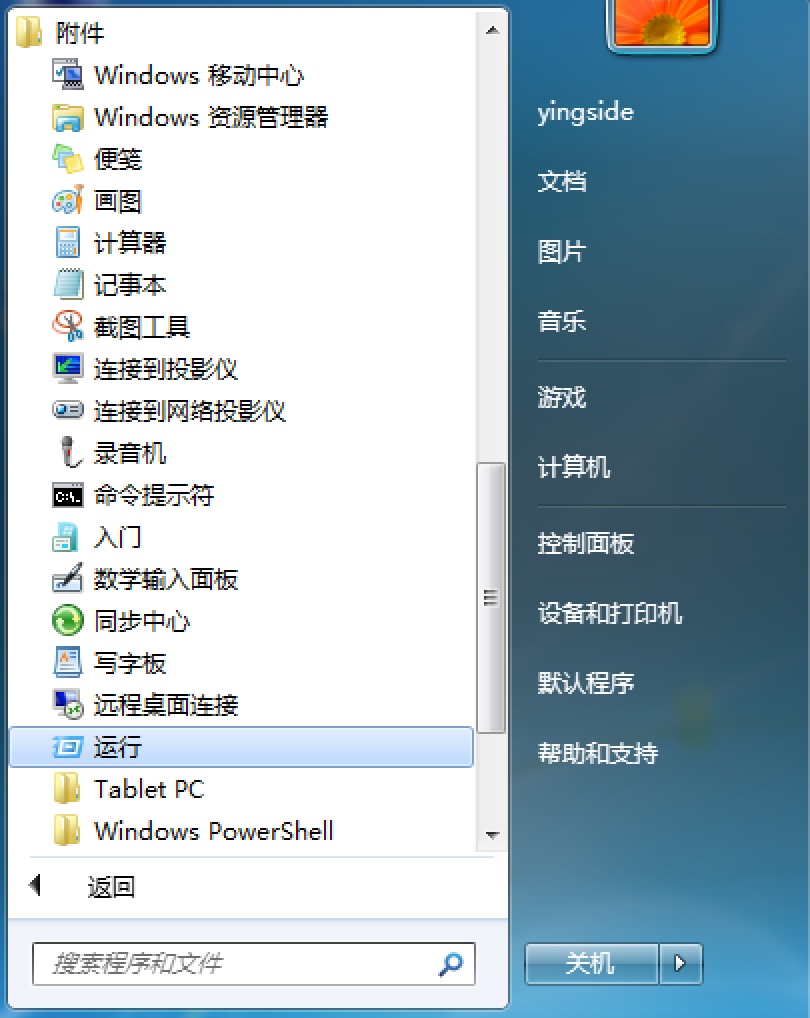 附件
Windows 移动中心
Windows 资源管理器
便笺
画图
计算器
记事本
截图工具
连接到投影仪
连接到网络投影仪
录音机
C:\.
命令提示符
入门
数学输入面板
同步中心
写字板
远程桌面连接
运行
Tablet PC
Windows PowerShell
返回
搜索程序和文件
yingside
文档
图片
音乐
游戏
计算机
控制面板
设备和打印机
默认程序
帮助和支持
关机